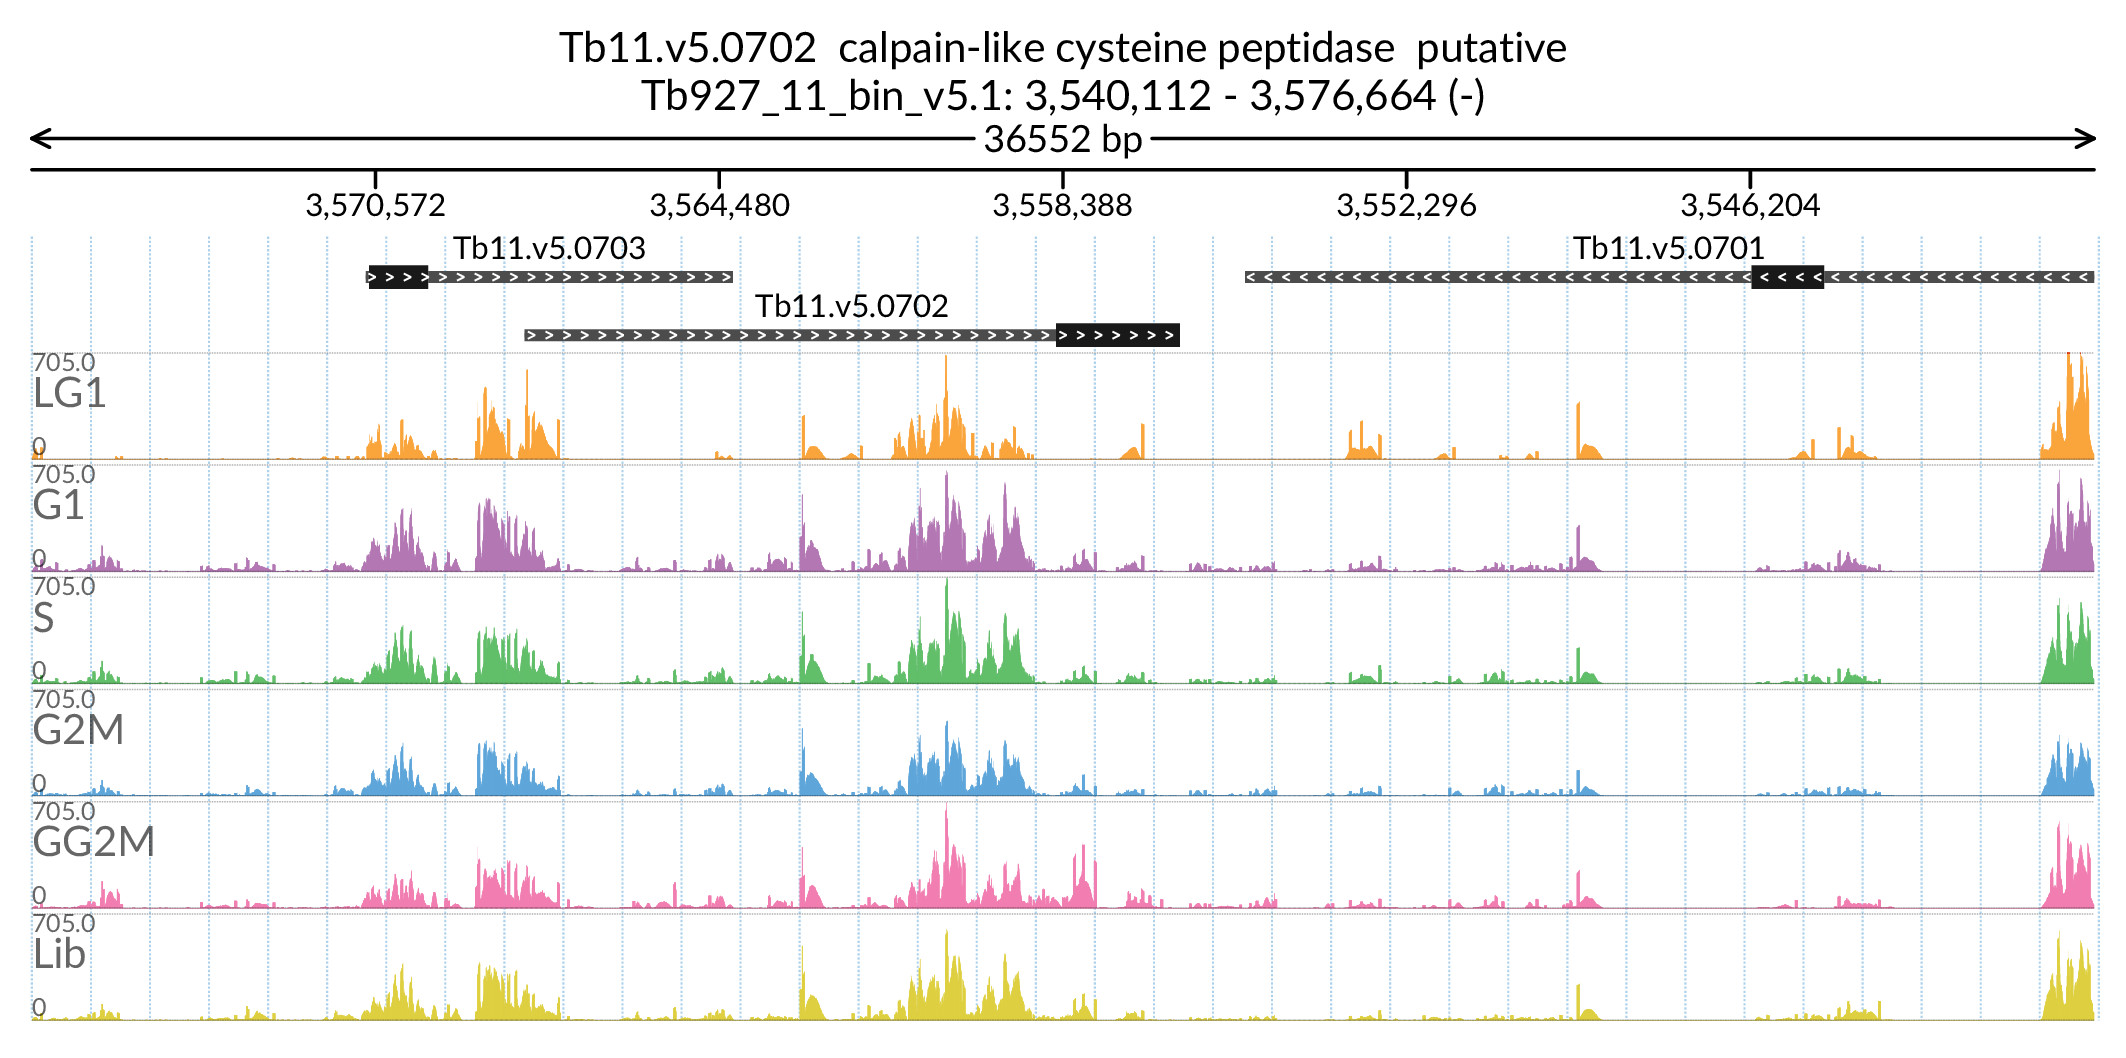 Tb11.v5.0702 calpain-like cysteine peptidase putative
Tb927_11_bin_v5.1: 3,540,112 - 3,576,664 (-)
36552 bp
3,570,572 3,564,480 3,558,388 3,552,296 3,546,204
Tb11.v5.0703 Tb11.v5.0701
Tb11.v5.0702
705.0
LG1
0
705.0
G1
0
705.0
S
0
705.0
G2M
0
705.0
GG2M
0
705.0
Lib
0